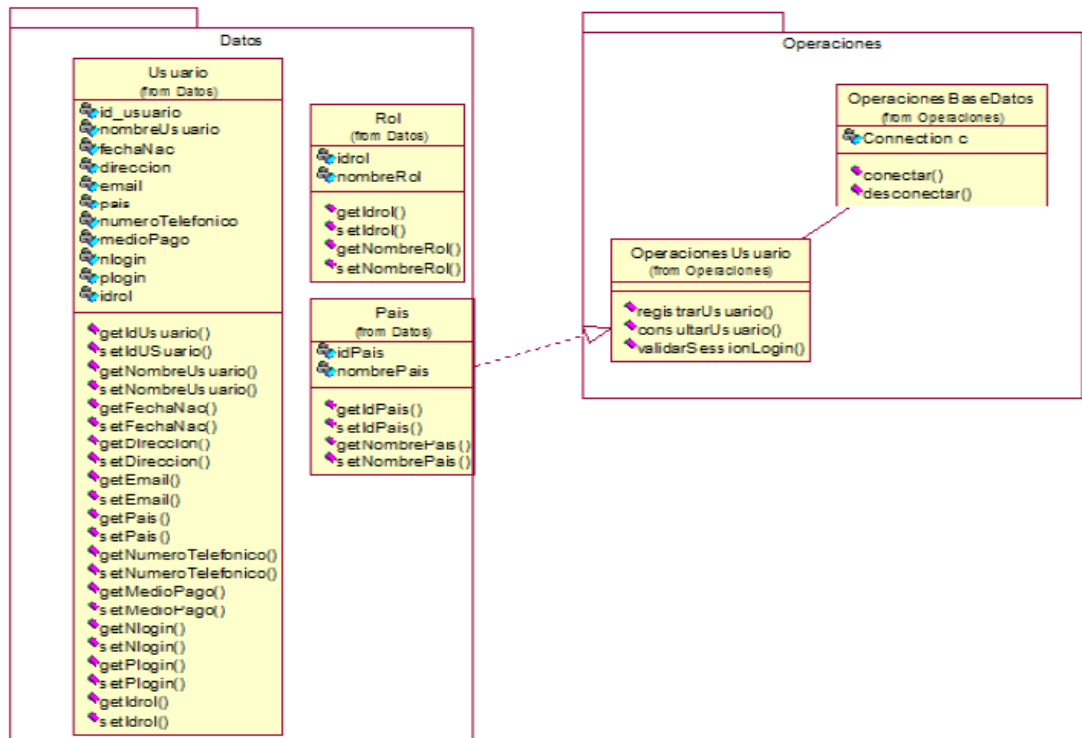 Datos
Usuario
(from Datos)
id_usuario
nombreUsuario
fechaNac
direccion
email
pais
numeroTelefonico
medioPago
nlogin
plogin
idrol
getIdUsuario()
setIdUSuario()
getNombreUsuario()
setNombreUsuario()
getFechaNac()
setFechaNac()
getDireccion()
setDireccion()
getEmail()
setEmail()
getPais()
setPais()
getNumeroTelefonico()
setNumeroTelefonico()
getMedioPago()
setMedioPago()
getNlogin()
setNlogin()
getPlogin()
setPlogin()
getIdrol()
setIdrol()
Rol
(from Datos)
idrol
nombreRol
getIdrol()
setIdrol()
getNombreRol()
setNombreRol()
Pais
(from Datos)
idPais
nombrePais
getIdPais()
setIdPais()
getNombrePais()
setNombrePais()
Operaciones
OperacionesBaseDatos
(from Operaciones)
Connection c
conectar()
desconectar()
OperacionesUsuario
(from Operaciones)
registrarUsuario()
consultarUsuario()
validarSessionLogin()